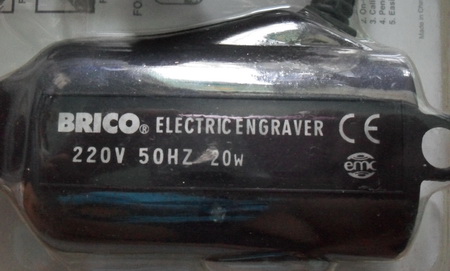 BRICO® ELECTRIC ENGRAVER CE
220V 50HZ 20W
emc